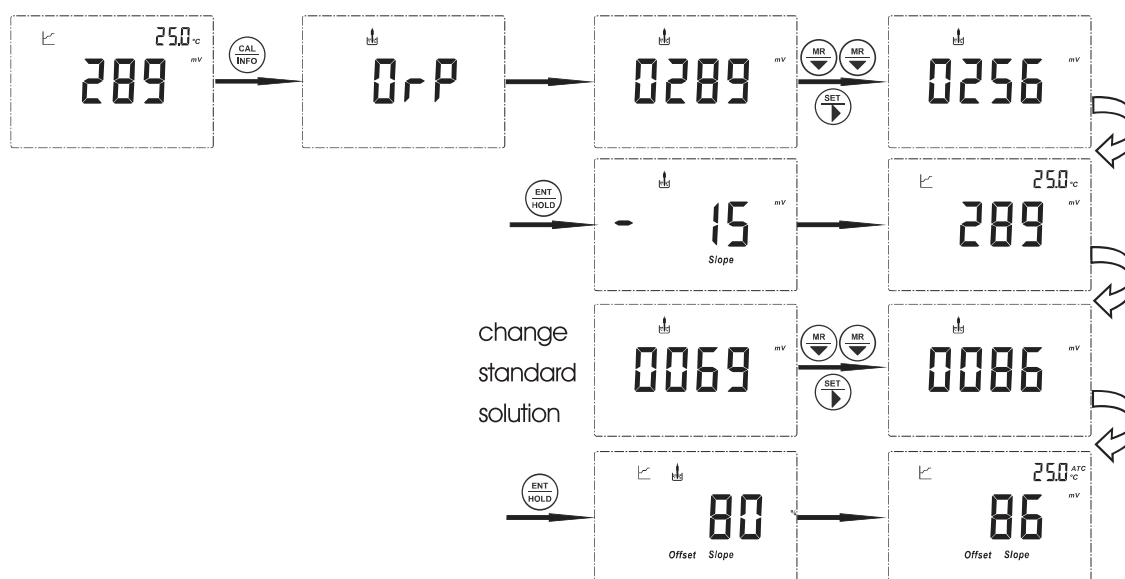 25.0 °C
289 mV
CAL
INFO
OrP
0289 mV
MR MR
SET
0256 mV
ENT
HOLD
- 15 mV
Slope
25.0 °C
289 mV
change
standard
solution
0069 mV
MR MR
SET
0086 mV
ENT
HOLD
80 %
Offset Slope
25.0 ATC °C
86 mV
Offset Slope